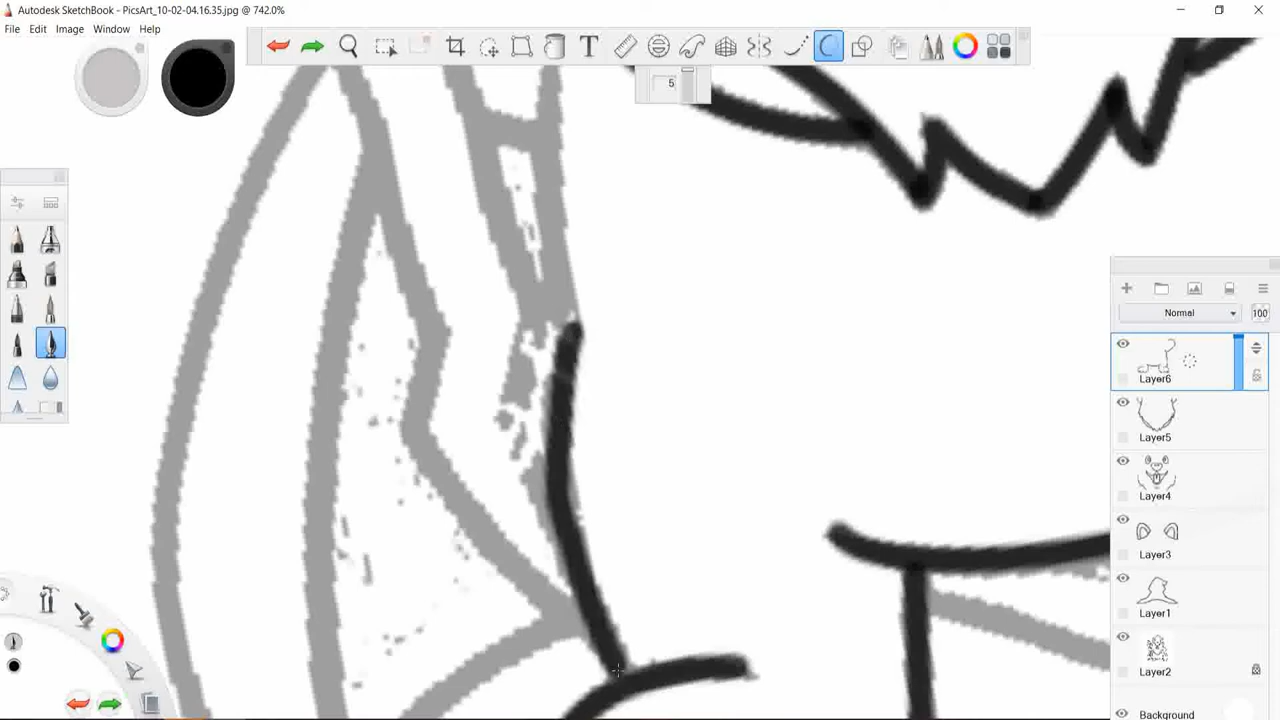 Autodesk SketchBook - PicsArt_10-02-04.16.35.jpg @ 742.0%
File Edit Image Window Help
T
5
Normal
100
Layer6
Layer5
Layer4
Layer3
Layer1
Layer2
Background